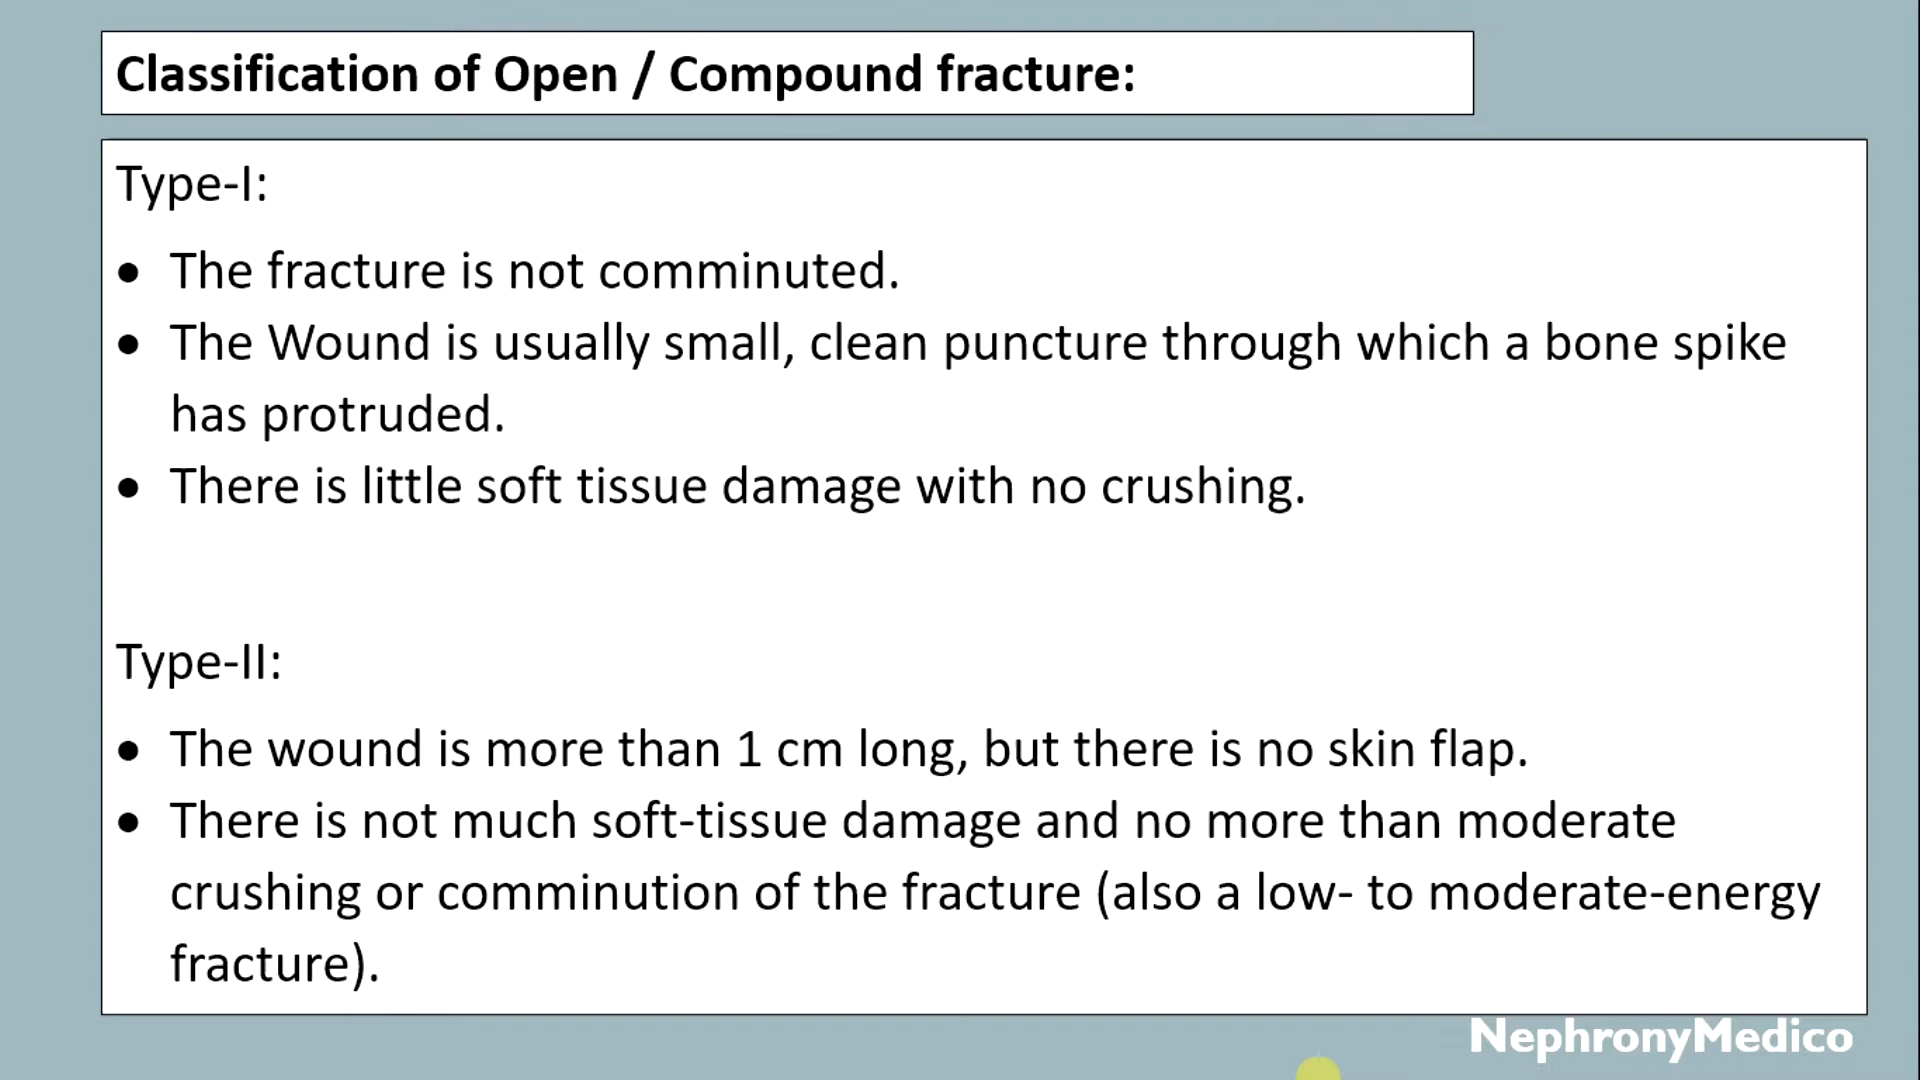 Classification of Open / Compound fracture:
Type-I:
• The fracture is not comminuted.
• The Wound is usually small, clean puncture through which a bone spike
has protruded.
• There is little soft tissue damage with no crushing.
Type-II:
• The wound is more than 1 cm long, but there is no skin flap.
• There is not much soft-tissue damage and no more than moderate
crushing or comminution of the fracture (also a low- to moderate-energy
fracture).
NephronyMedico